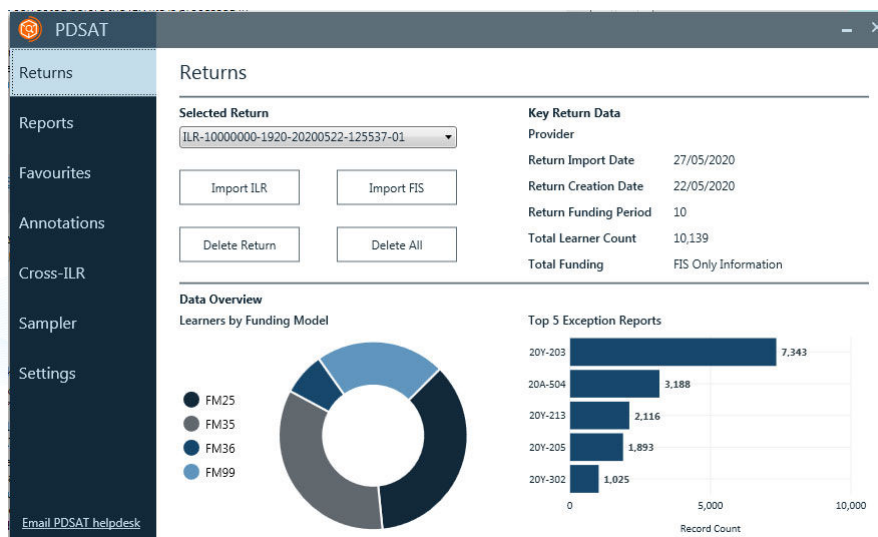 PDSAT
Returns
Reports
Favourites
Annotations
Cross-ILR
Sampler
Settings
Email PDSAT helpdesk
Returns
Selected Return
ILR-10000000-1920-20200522-125537-01
Import ILR
Import FIS
Delete Return
Delete All
Key Return Data
Provider
Return Import Date 27/05/2020
Return Creation Date 22/05/2020
Return Funding Period 10
Total Learner Count 10,139
Total Funding FIS Only Information
Data Overview
Learners by Funding Model
FM25
FM35
FM36
FM99
Top 5 Exception Reports
20Y-203 7,343
20A-504 3,188
20Y-213 2,116
20Y-205 1,893
20Y-302 1,025
0 5,000 10,000
Record Count